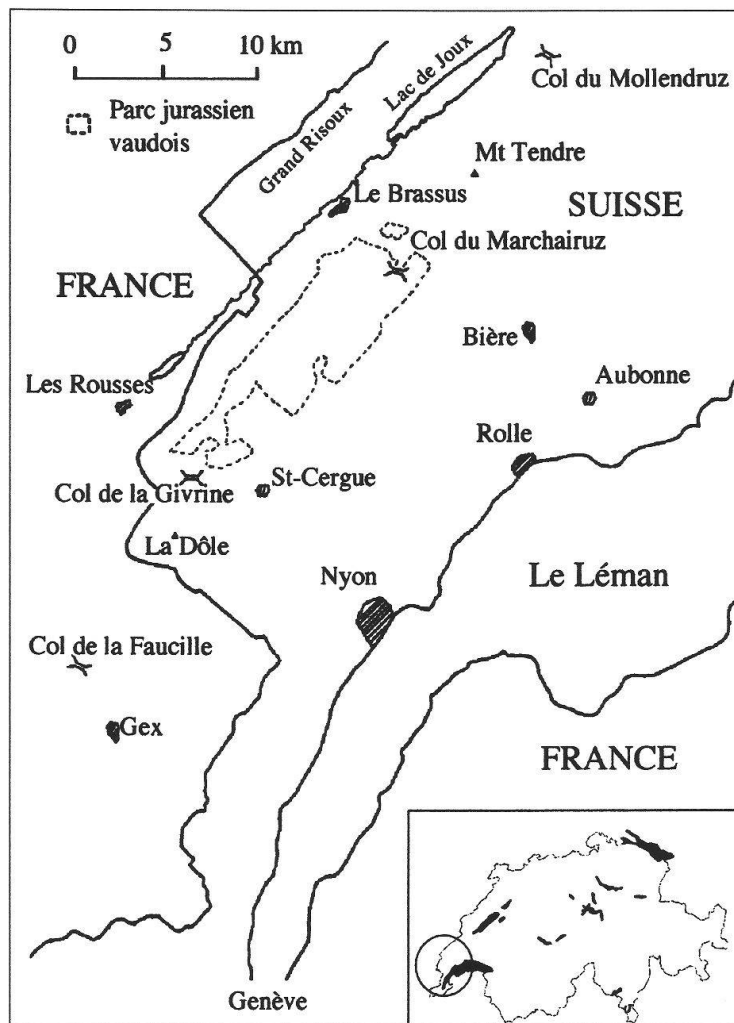 0 5 10 km
Parc jurassien
vaudois
Grand Risoux
Lac de Joux
Col du Mollendruz
Mt Tendre
Le Brassus
SUISSE
Col du Marchairuz
FRANCE
Bière
Les Rousses
Aubonne
Rolle
St-Cergue
Col de la Givrine
La Dôle
Nyon
Le Léman
Col de la Faucille
Gex
FRANCE
Genève